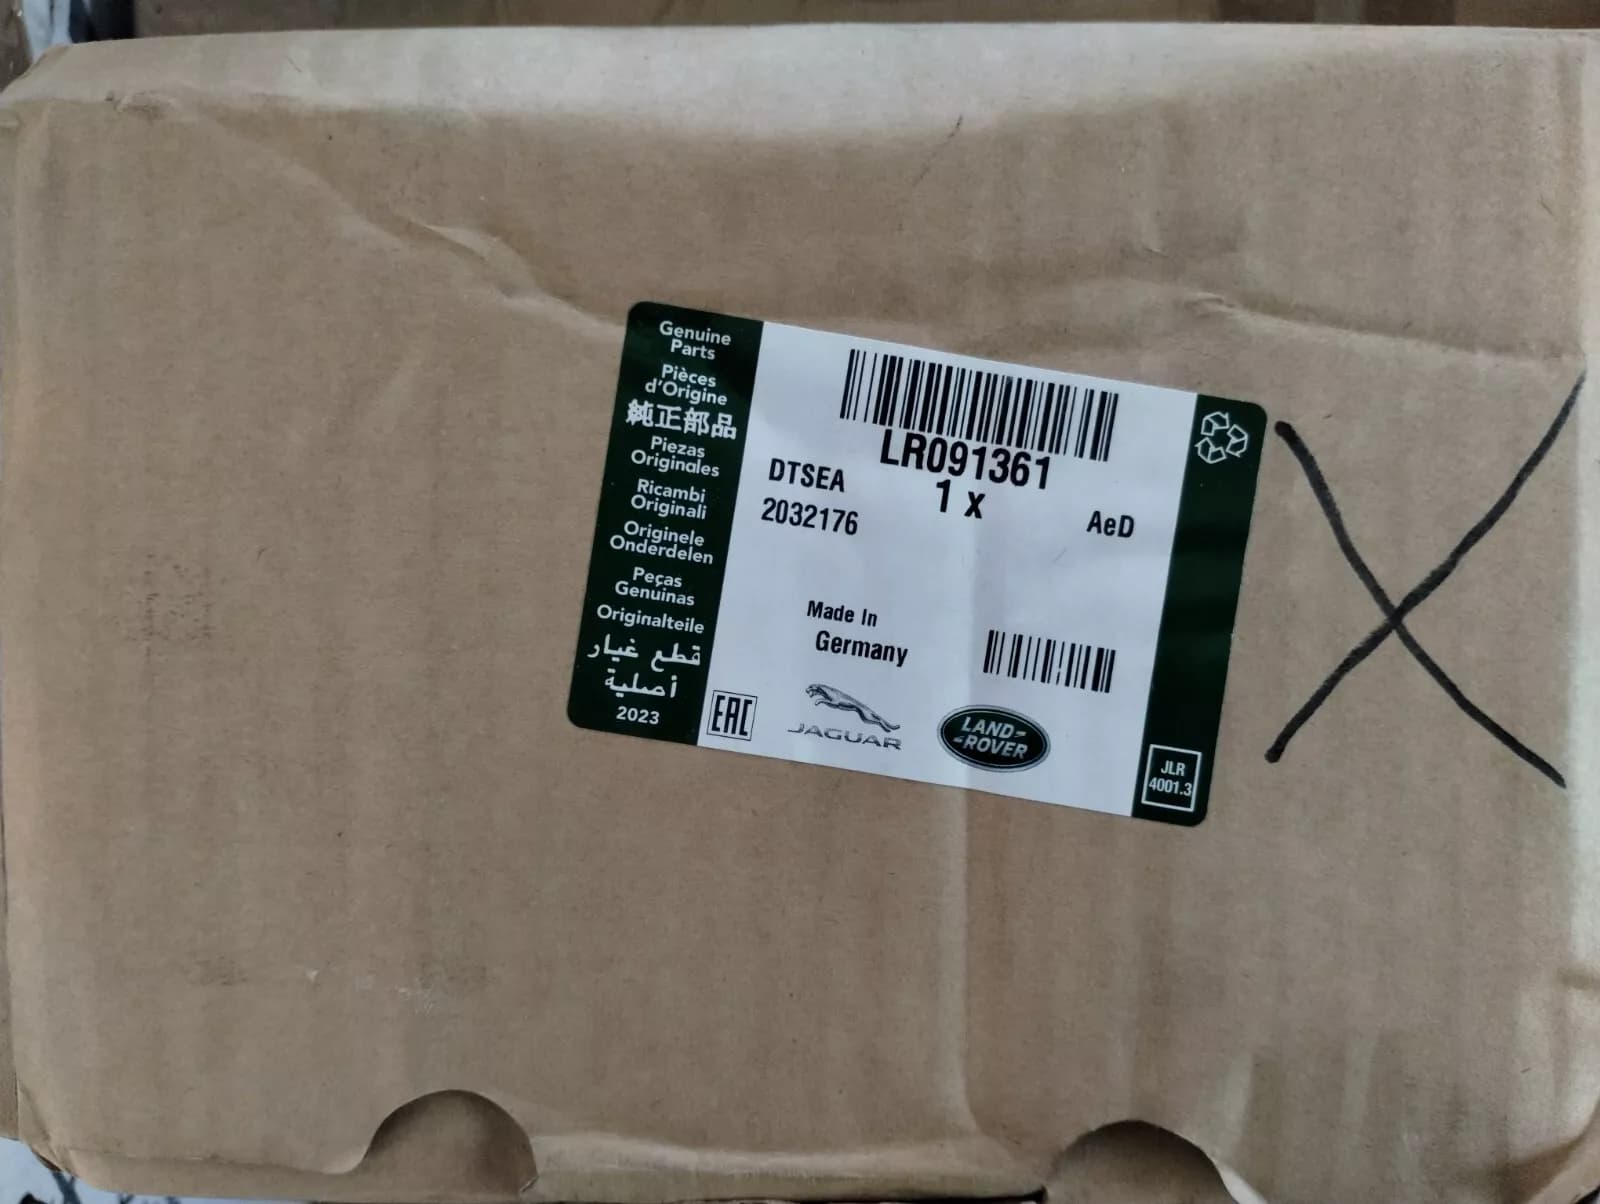 Genuine
Parts
Pièces
d'Origine
純正部品
Piezas
Originales
Ricambi
Originali
Originele
Onderdelen
Peças
Genuinas
Originalteile
قطع غيار
أصلية
2023
LR091361
DTSEA
1 x
2032176
AeD
Made In
Germany
EAC
JAGUAR
LAND-
-ROVER
JLR
4001.3
X